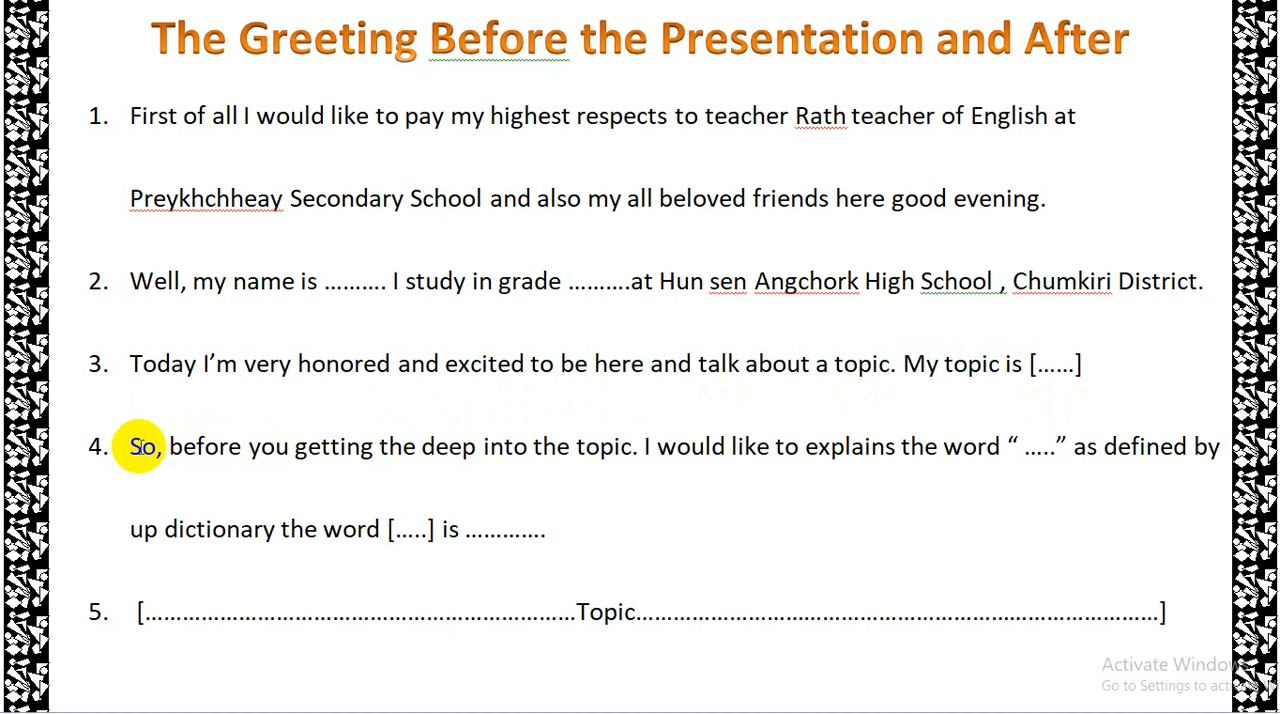 The Greeting Before the Presentation and After
1. First of all I would like to pay my highest respects to teacher Rath teacher of English at
Preykhchheay Secondary School and also my all beloved friends here good evening.
2. Well, my name is .......... I study in grade ..........at Hun sen Angchork High School , Chumkiri District.
3. Today I’m very honored and excited to be here and talk about a topic. My topic is [......]
4. So, before you getting the deep into the topic. I would like to explains the word “ .....” as defined by
up dictionary the word [.....] is .............
5. [......................................................................Topic....................................................................................]
Activate Windows
Go to Settings to